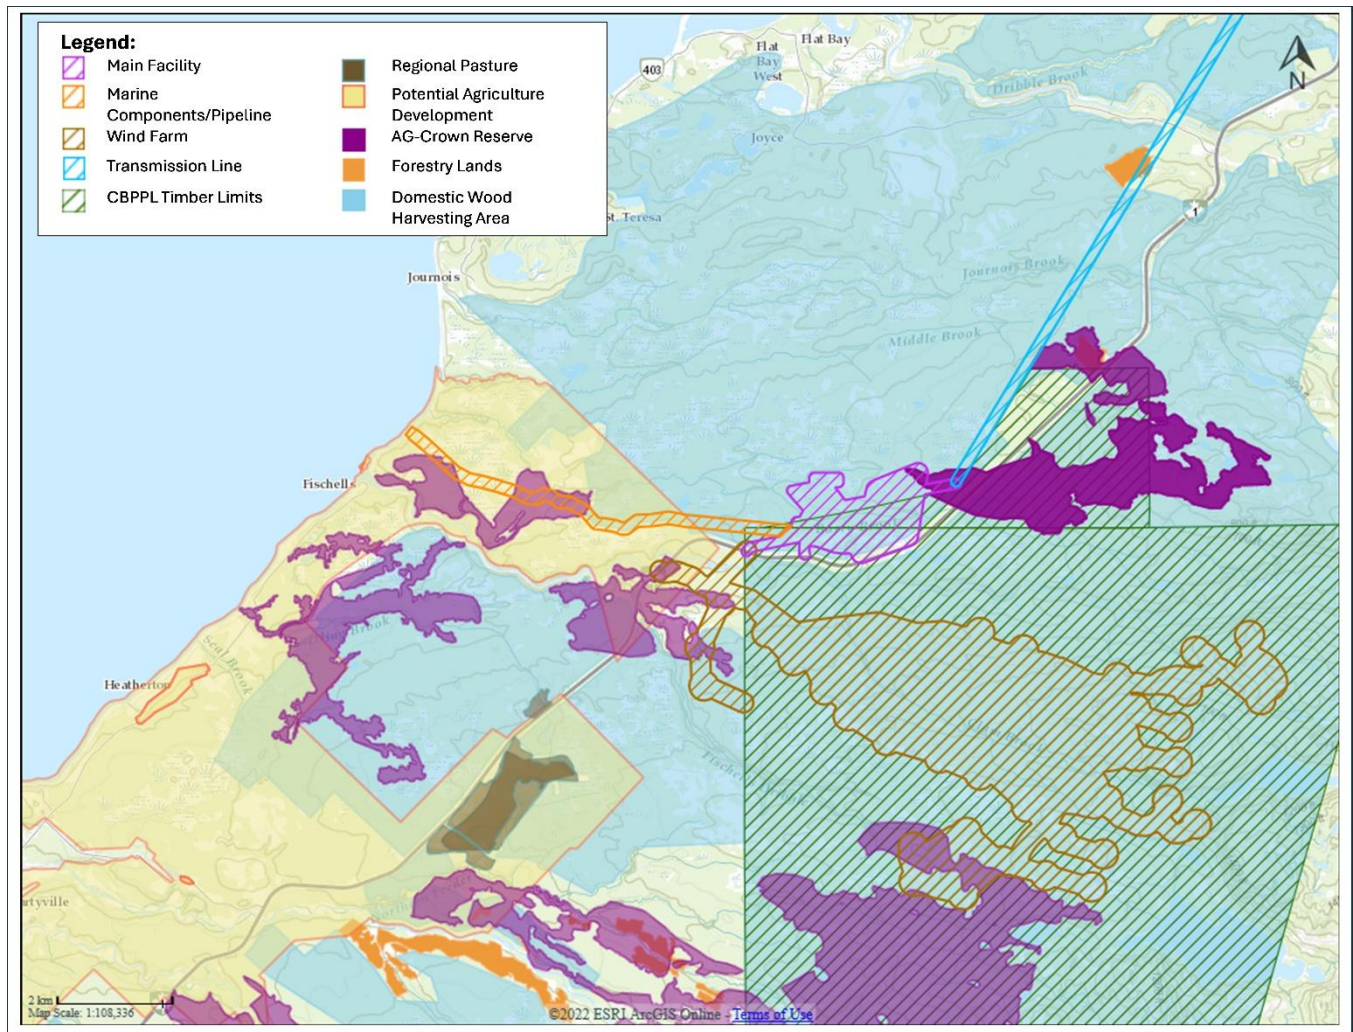 Legend:
Main Facility
Marine
Components/Pipeline
Wind Farm
Transmission Line
CBPPL Timber Limits
Regional Pasture
Potential Agriculture
Development
AG-Crown Reserve
Forestry Lands
Domestic Wood
Harvesting Area
403
Flat
Bay
West
Flat Bay
Dribble Brook
N
Joyce
1
St. Teresa
Journois
Journois Brook
Middle Brook
Fischells
Brook
Brook
Seal Brook
Heatherton
rtyville
2 km
Map Scale: 1:108,336
©2022 ESRI ArcGIS Online - Terms of Use